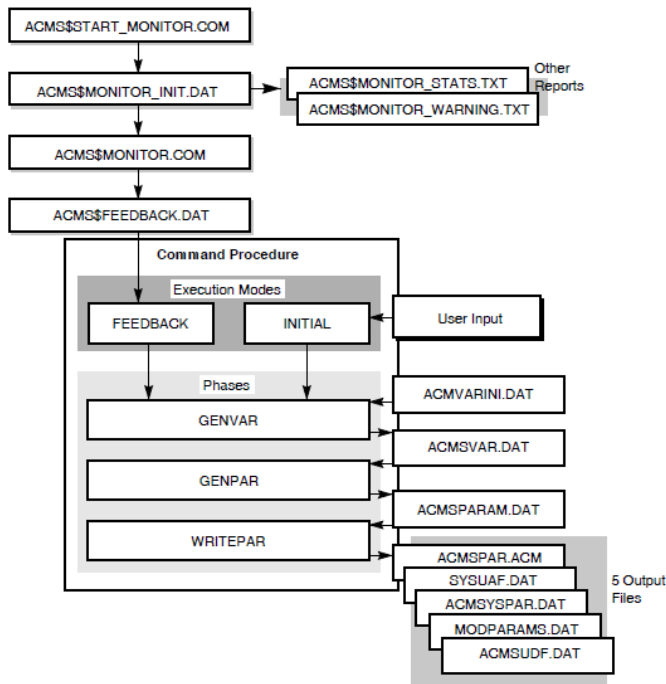 ACMS$START_MONITOR.COM
ACMS$MONITOR_INIT.DAT
ACMS$MONITOR_STATS.TXT
ACMS$MONITOR_WARNING.TXT
Other
Reports
ACMS$MONITOR.COM
ACMS$FEEDBACK.DAT
Command Procedure
Execution Modes
FEEDBACK
INITIAL
User Input
Phases
GENVAR
ACMVARINI.DAT
ACMSVAR.DAT
GENPAR
ACMSPARAM.DAT
WRITEPAR
ACMSPAR.ACM
SYSUAF.DAT
ACMSYSPAR.DAT
MODPARAMS.DAT
ACMSUDF.DAT
5 Output
Files